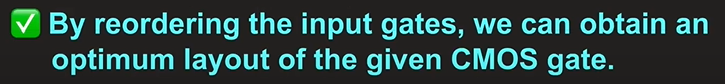 ✅ By reordering the input gates, we can obtain an
optimum layout of the given CMOS gate.